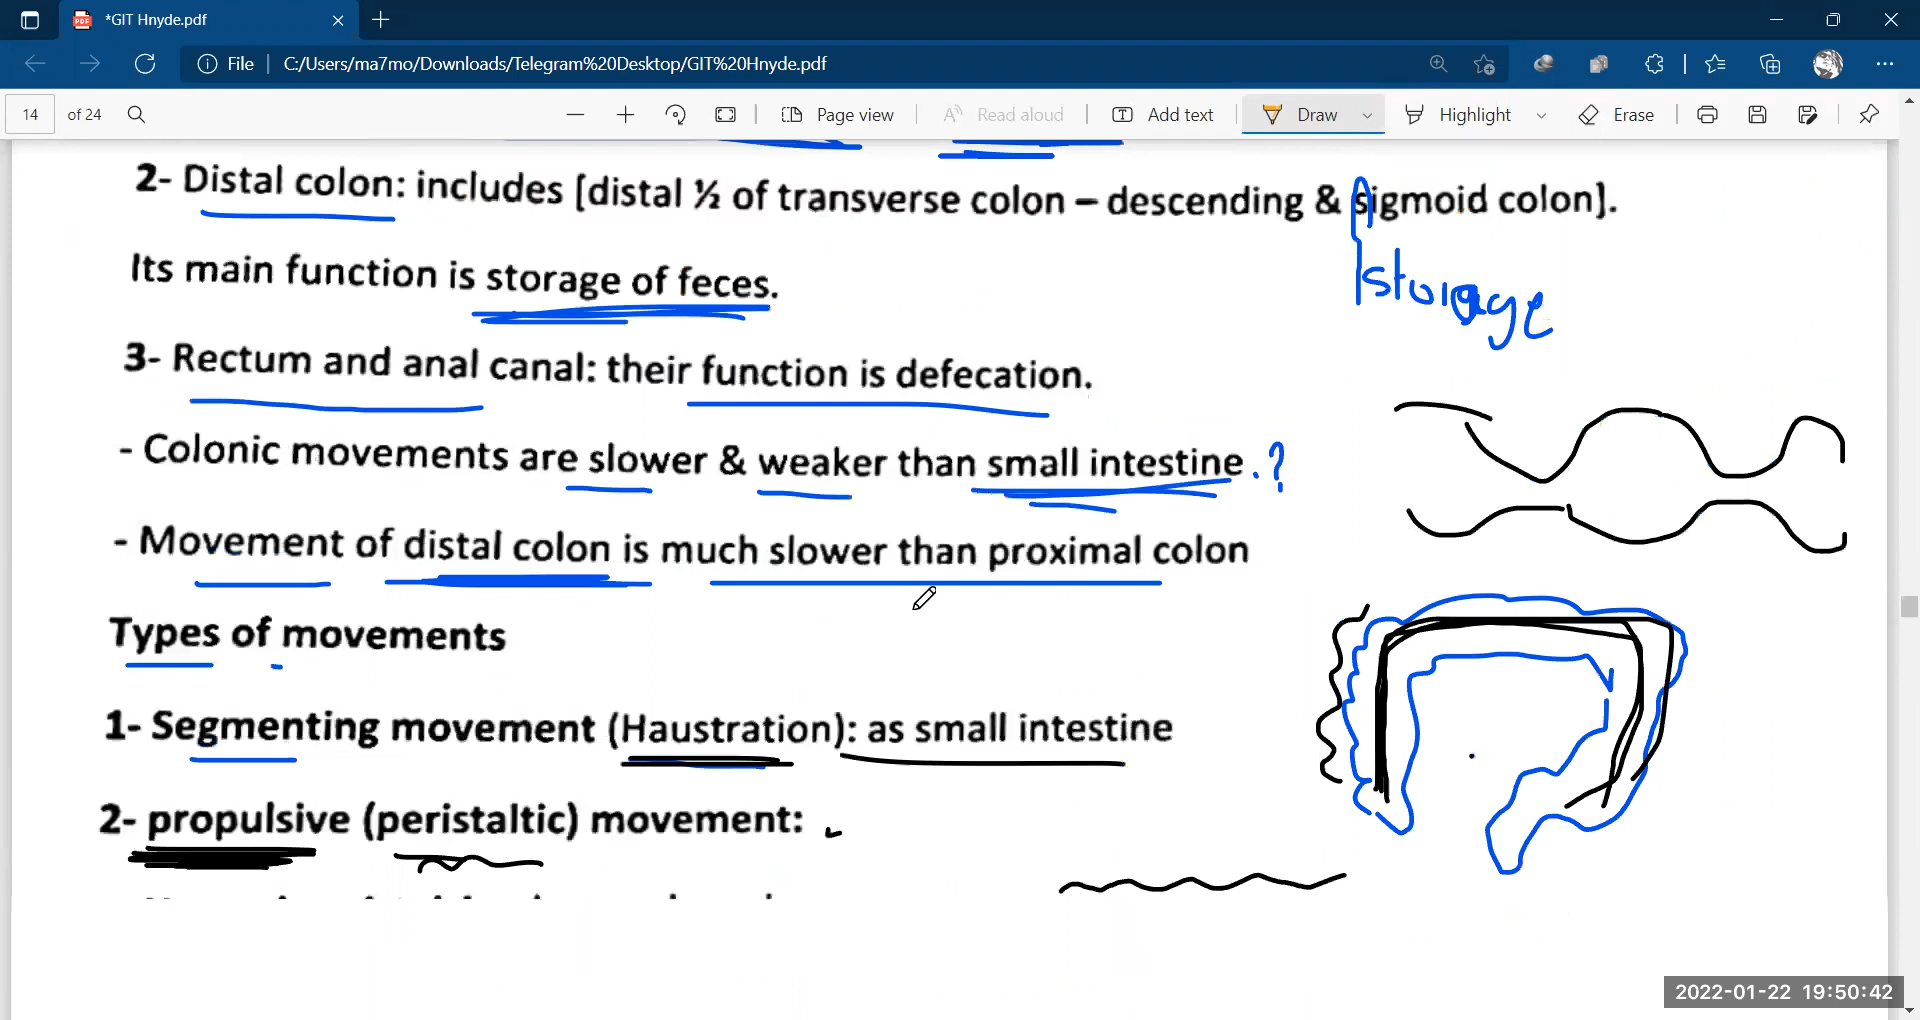 *GIT Hnyde.pdf
File
C:/Users/ma7mo/Downloads/Telegram%20Desktop/GIT%20Hnyde.pdf
14 of 24
Page view
Read aloud
Add text
Draw
Highlight
Erase
2- Distal colon: includes [distal ½ of transverse colon – descending & sigmoid colon].
Its main function is storage of feces.
storage
3- Rectum and anal canal: their function is defecation.
- Colonic movements are slower & weaker than small intestine. ?
- Movement of distal colon is much slower than proximal colon
Types of movements
1- Segmenting movement (Haustration): as small intestine
2- propulsive (peristaltic) movement:
2022-01-22 19:50:42